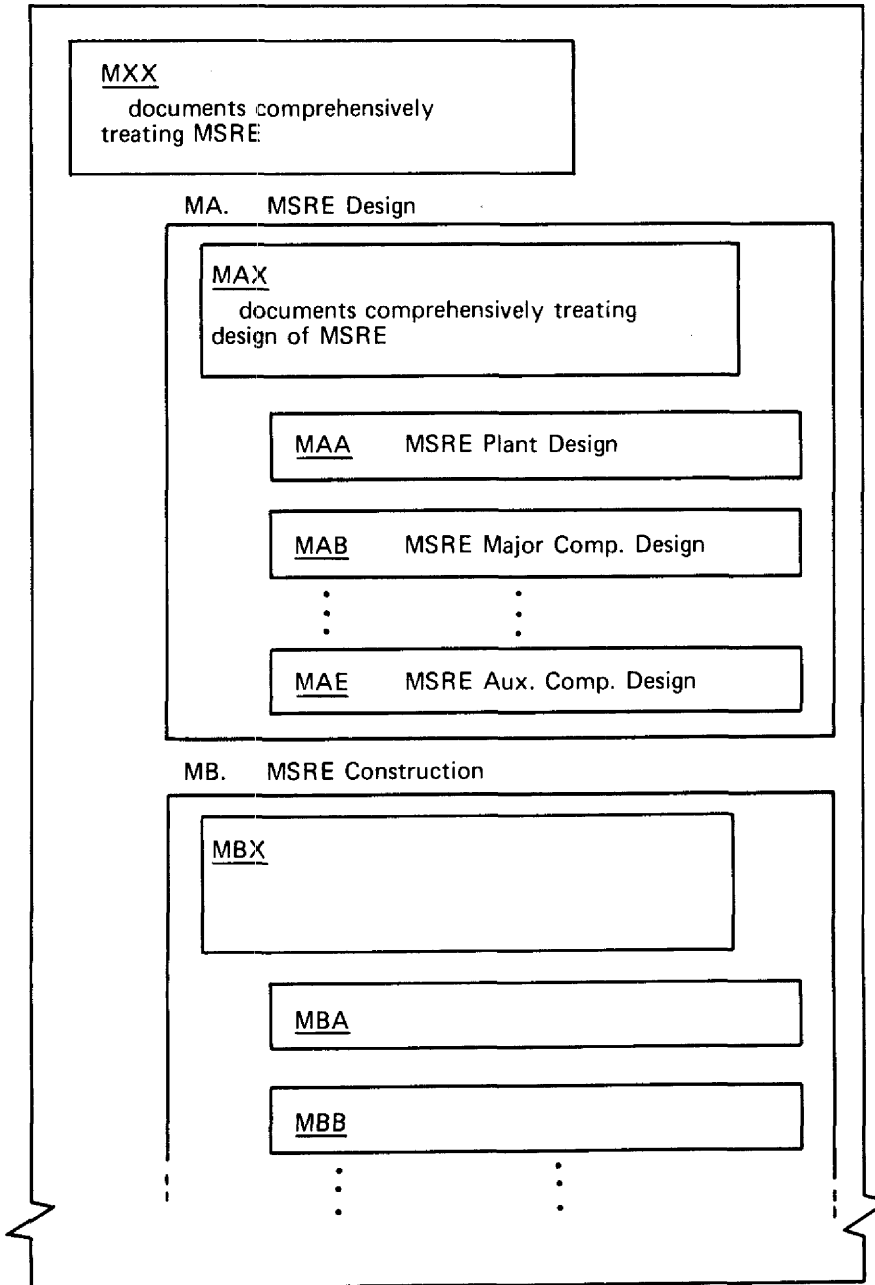 MXX
documents comprehensively
treating MSRE
MA. MSRE Design
MAX
documents comprehensively treating
design of MSRE
MAA MSRE Plant Design
MAB MSRE Major Comp. Design
MAE MSRE Aux. Comp. Design
MB. MSRE Construction
MBX
MBA
MBB